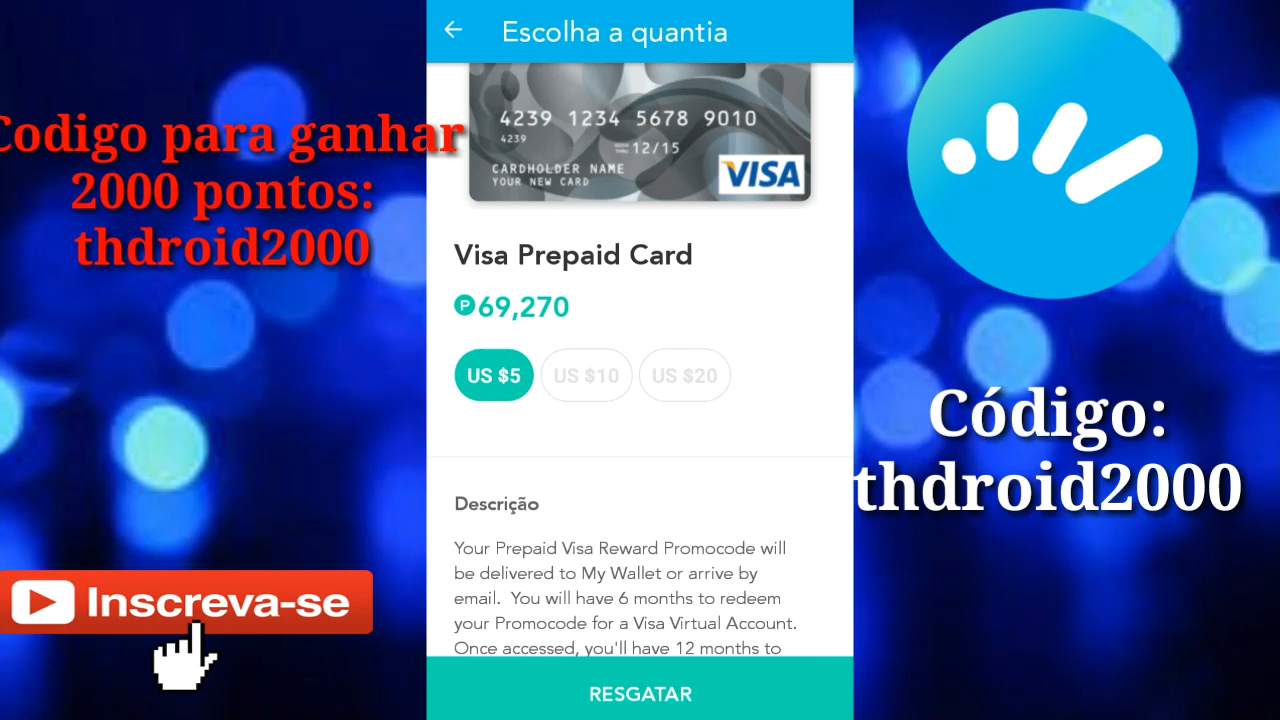 Codigo para ganhar
2000 pontos:
thdroid2000
Inscreva-se
Escolha a quantia
4239 1234 5678 9010
4239
12/15
CARDHOLDER NAME
YOUR NEW CARD
VISA
Visa Prepaid Card
P 69,270
US $5 US $10 US $20
Descrição
Your Prepaid Visa Reward Promocode will
be delivered to My Wallet or arrive by
email. You will have 6 months to redeem
your Promocode for a Visa Virtual Account.
Once accessed, you'll have 12 months to
RESGATAR
Código:
thdroid2000